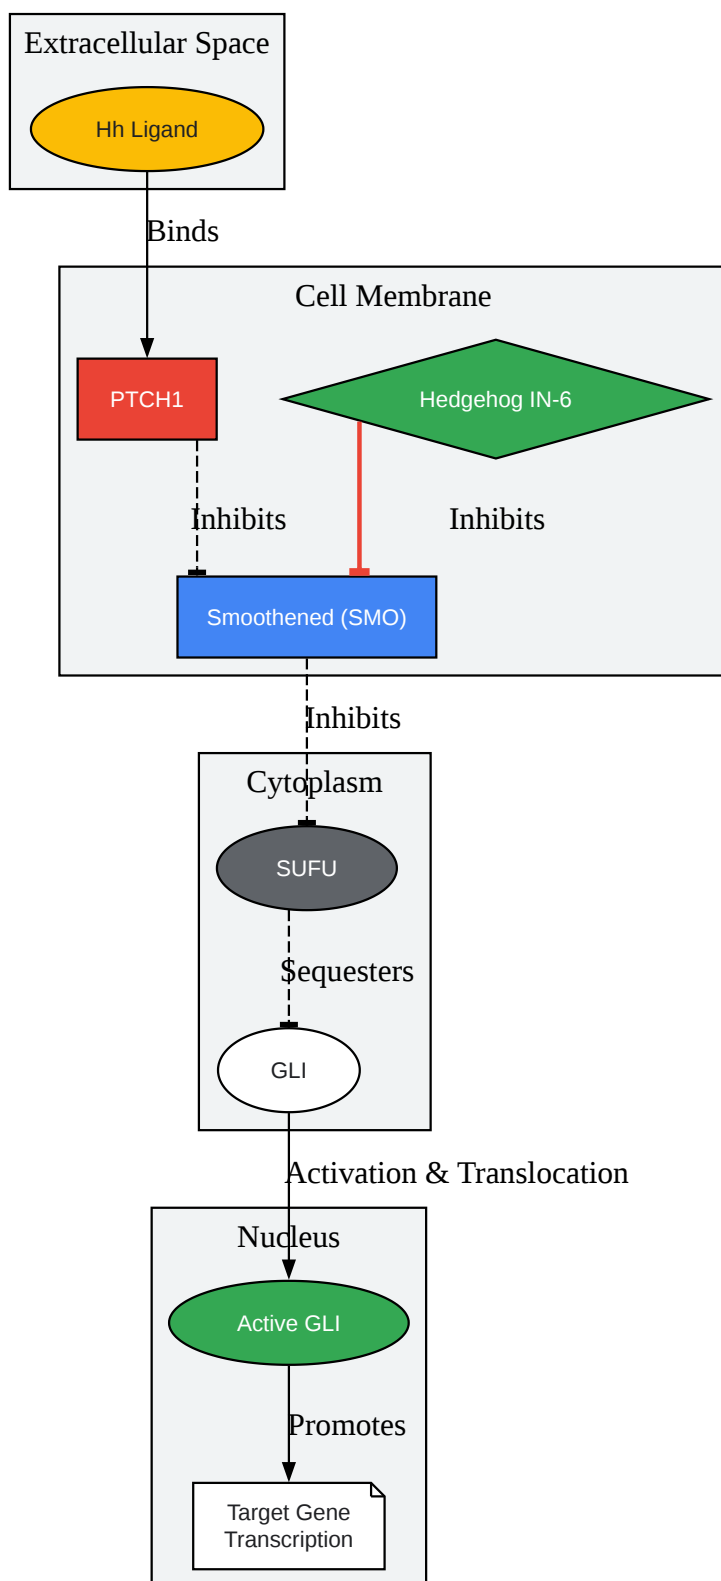 Extracellular Space
Hh Ligand
Binds
Cell Membrane
PTCH1
Hedgehog IN-6
Inhibits
Inhibits
Smoothened (SMO)
Inhibits
Cytoplasm
SUFU
Sequesters
GLI
Activation & Translocation
Nucleus
Active GLI
Promotes
Target Gene
Transcription